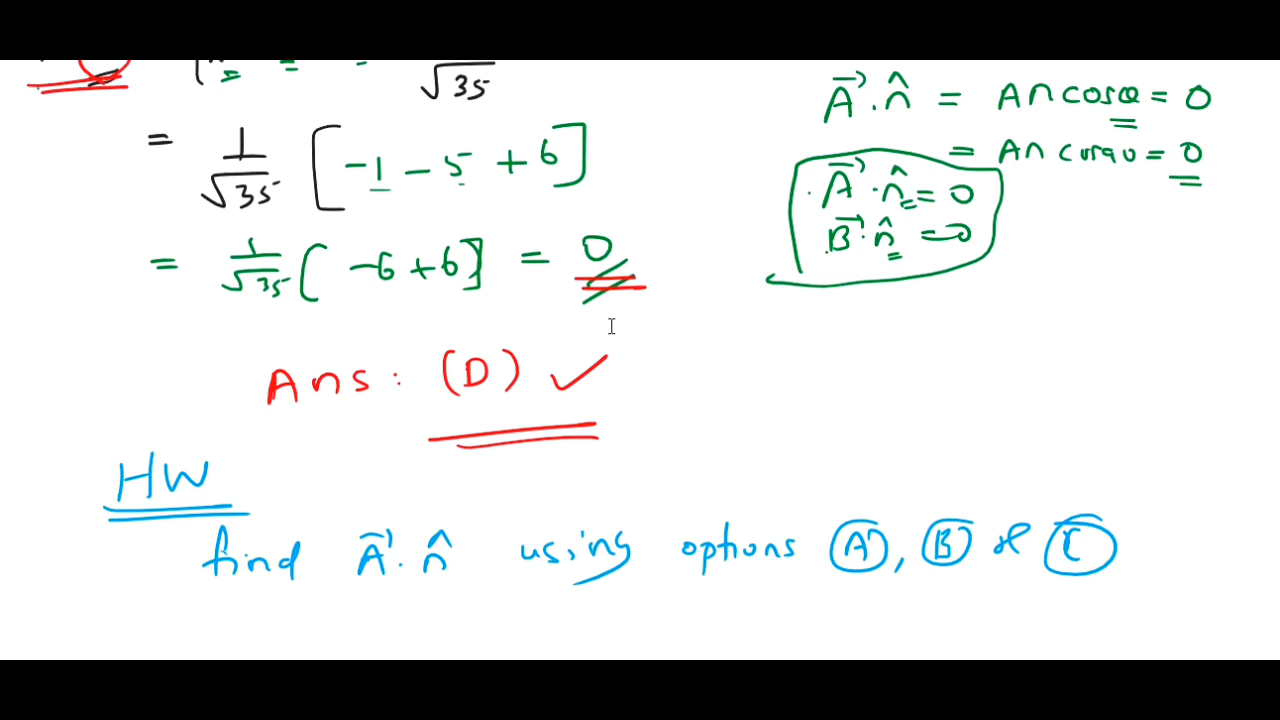 √35
= 1/√35 [-1 - 5 + 6]
= 1/√35 [-6 + 6] = 0
Ans: (D) ✓
A⃗ . n̂ = An cosθ = 0
= An cos90 = 0
A⃗ . n̂ = 0
B⃗ . n̂ = 0
HW
find A⃗ . n̂ using options (A), (B) & (C)